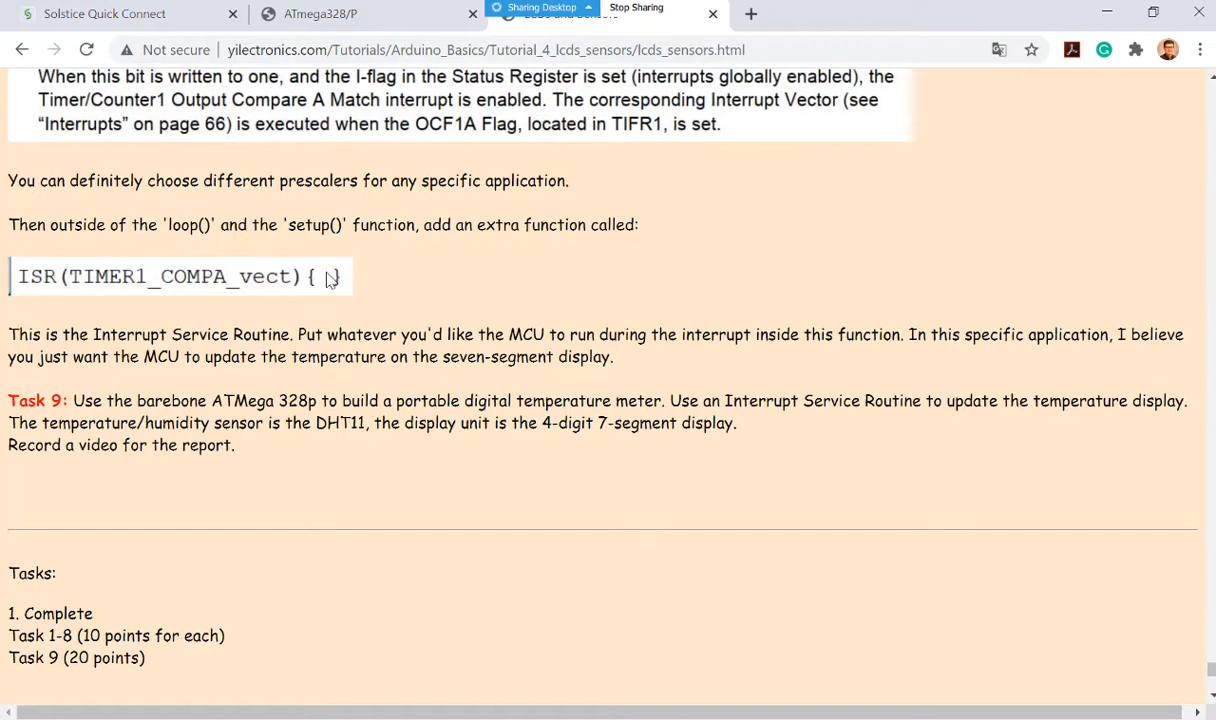 Solstice Quick Connect
ATmega328/P
Sharing Desktop
Stop Sharing
Not secure
yilectronics.com/Tutorials/Arduino_Basics/Tutorial_4_lcds_sensors/lcds_sensors.html
When this bit is written to one, and the I-flag in the Status Register is set (interrupts globally enabled), the
Timer/Counter1 Output Compare A Match interrupt is enabled. The corresponding Interrupt Vector (see
“Interrupts” on page 66) is executed when the OCF1A Flag, located in TIFR1, is set.
You can definitely choose different prescalers for any specific application.
Then outside of the 'loop()' and the 'setup()' function, add an extra function called:
ISR(TIMER1_COMPA_vect){ }
This is the Interrupt Service Routine. Put whatever you'd like the MCU to run during the interrupt inside this function. In this specific application, I believe
you just want the MCU to update the temperature on the seven-segment display.
Task 9: Use the barebone ATMega 328p to build a portable digital temperature meter. Use an Interrupt Service Routine to update the temperature display.
The temperature/humidity sensor is the DHT11, the display unit is the 4-digit 7-segment display.
Record a video for the report.
Tasks:
1. Complete
Task 1-8 (10 points for each)
Task 9 (20 points)